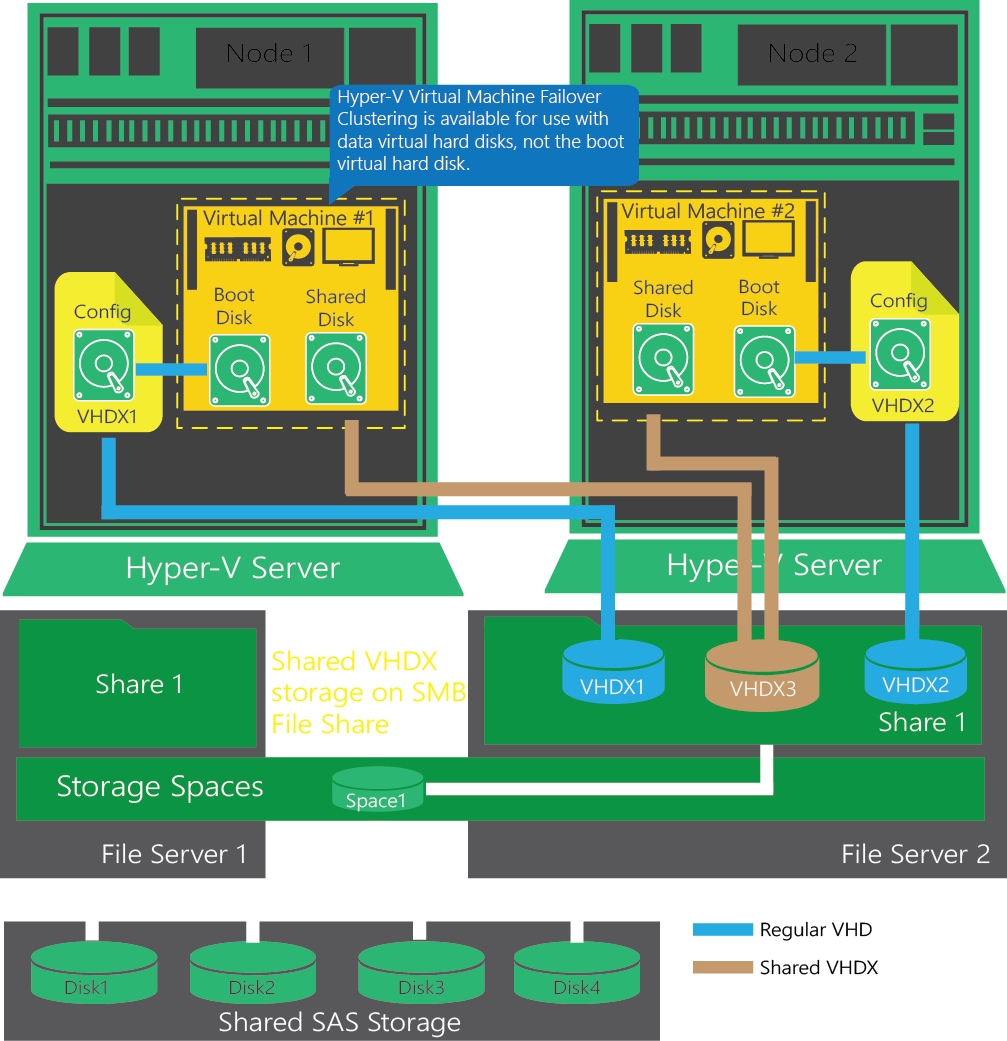 Node 1
Node 2
Hyper-V Virtual Machine Failover
Clustering is available for use with
data virtual hard disks, not the boot
virtual hard disk.
Virtual Machine #1
Boot
Disk
Shared
Disk
Config
VHDX1
Virtual Machine #2
Shared
Disk
Boot
Disk
Config
VHDX2
Hyper-V Server
Hyper-V Server
Share 1
Shared VHDX
storage on SMB
File Share
VHDX1
VHDX3
VHDX2
Share 1
Storage Spaces
Space1
File Server 1
File Server 2
Disk1
Disk2
Disk3
Disk4
Shared SAS Storage
Regular VHD
Shared VHDX